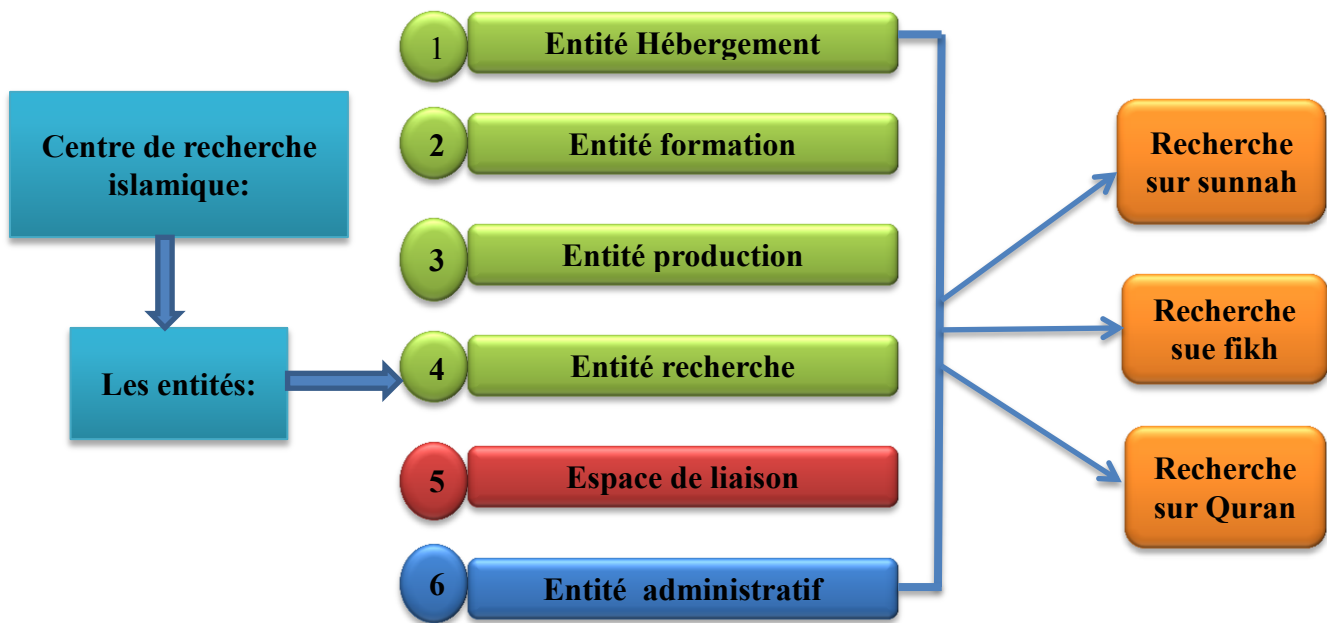 Centre de recherche
islamique:
Les entités:
1
Entité Hébergement
2
Entité formation
3
Entité production
4
Entité recherche
5
Espace de liaison
6
Entité administratif
Recherche
sur sunnah
Recherche
sue fikh
Recherche
sur Quran